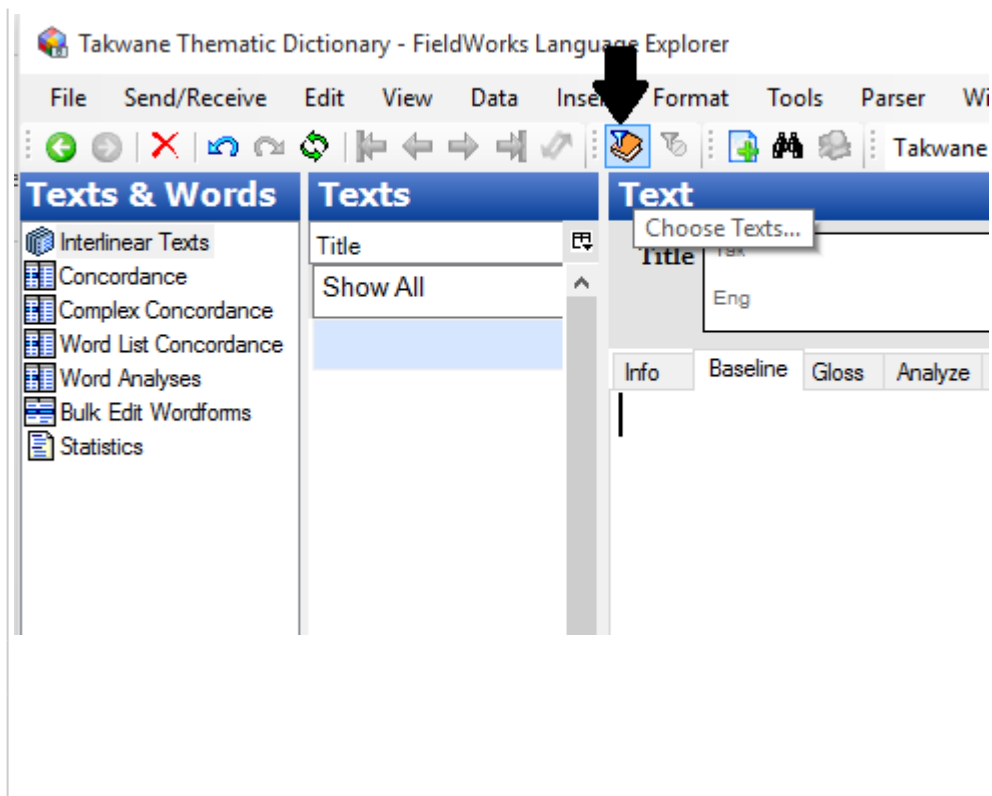 Takwane Thematic Dictionary - FieldWorks Language Explorer
File Send/Receive Edit View Data Inse Format Tools Parser Wi
Takwane
Texts & Words
Interlinear Texts
Concordance
Complex Concordance
Word List Concordance
Word Analyses
Bulk Edit Wordforms
Statistics
Texts
Title
Show All
Text
Choose Texts...
Title
Eng
Info Baseline Gloss Analyze